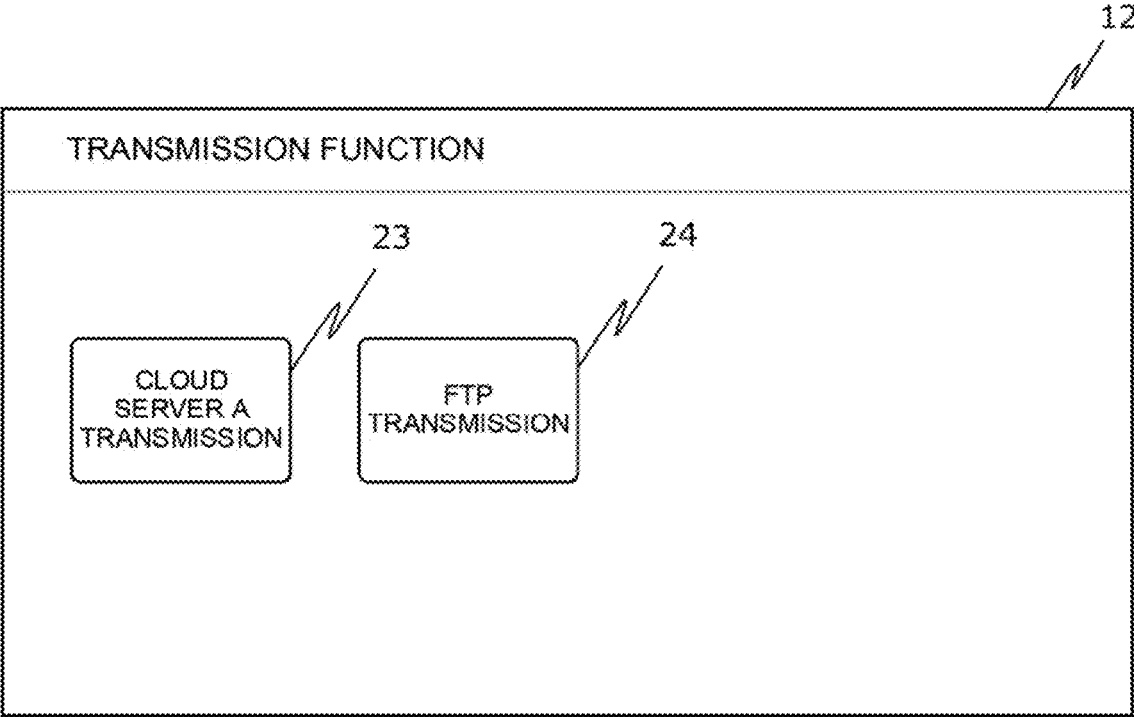 12
TRANSMISSION FUNCTION
23
24
CLOUD
SERVER A
TRANSMISSION
FTP
TRANSMISSION